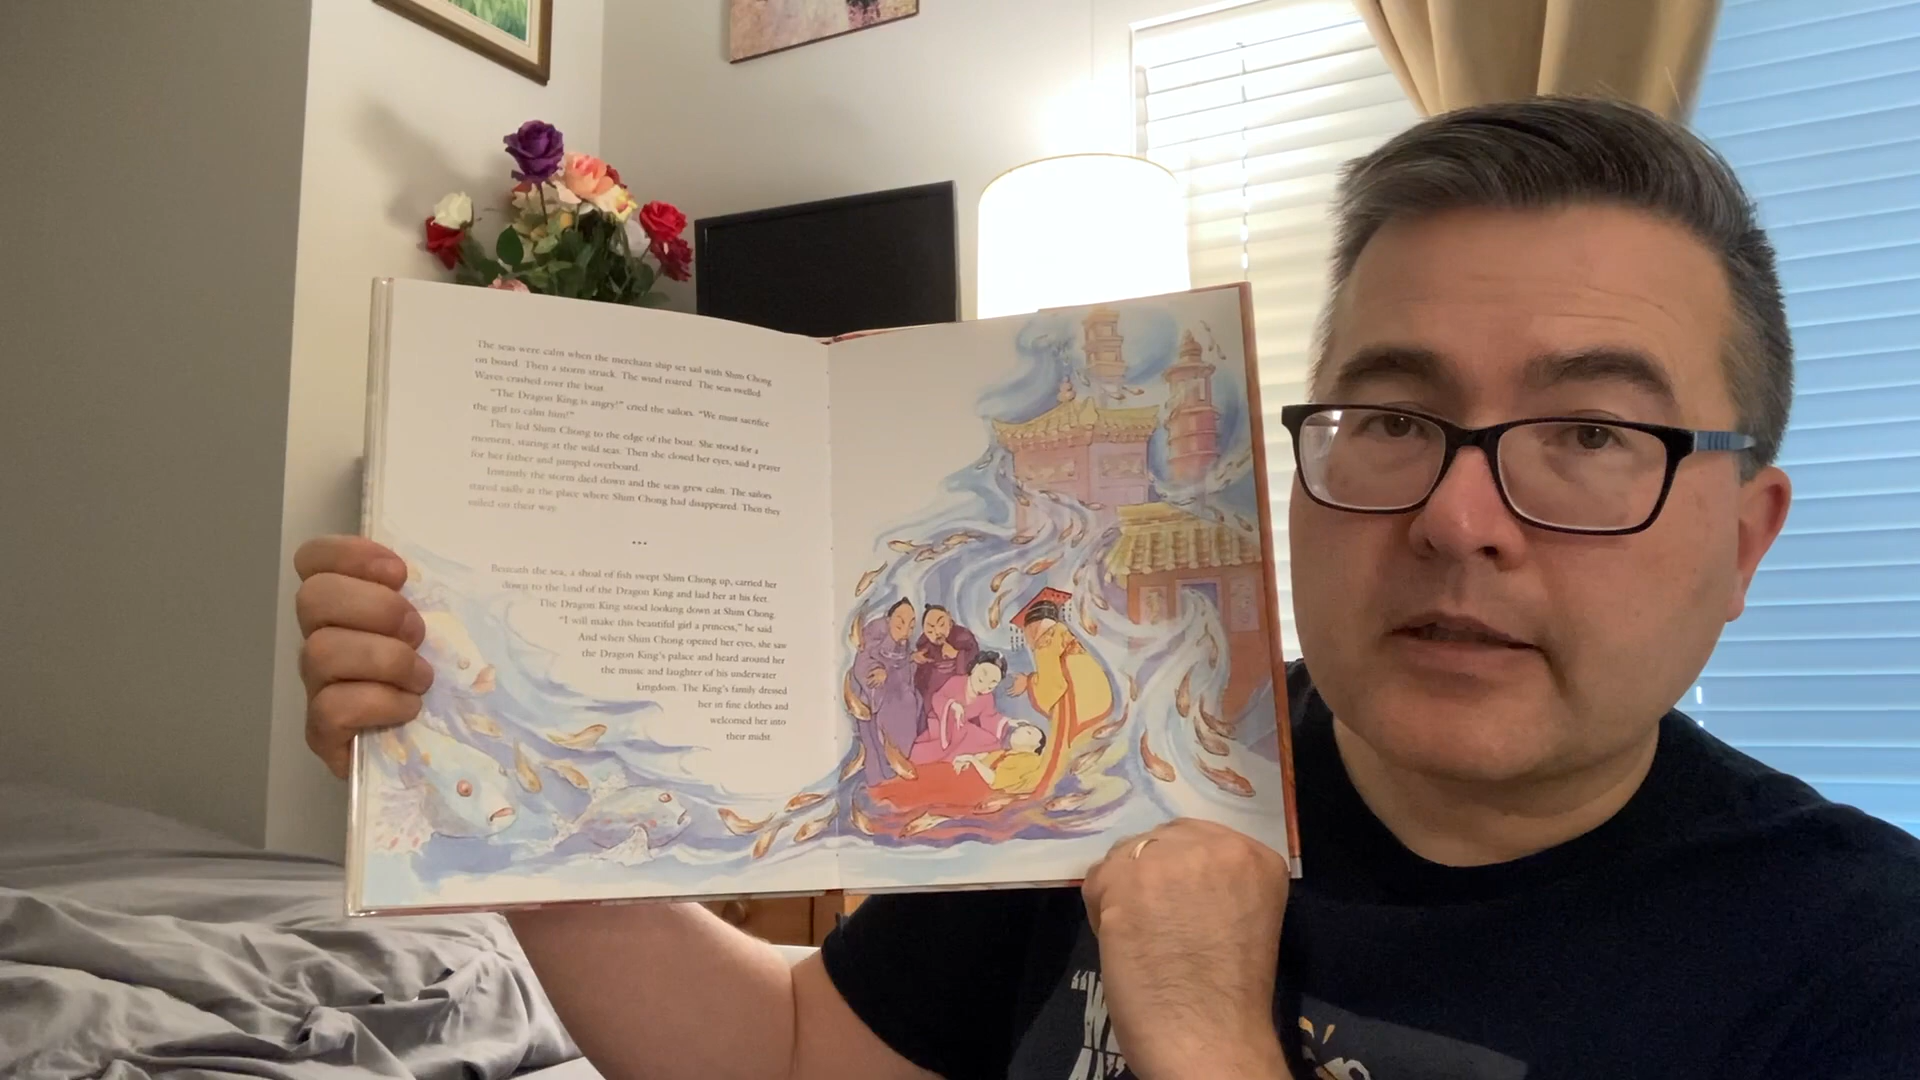 The seas were calm when the merchant ship set sail with Shim Chong
on board. Then a storm struck. The wind roared. The seas swelled.
Waves crashed over the boat.
"The Dragon King is angry!" cried the sailors. "We must sacrifice
the girl to calm him!"
They led Shim Chong to the edge of the boat. She stood for a
moment, staring at the wild seas. Then she closed her eyes, said a prayer
for her father and jumped overboard.
Instantly the storm died down and the seas grew calm. The sailors
stared sadly at the place where Shim Chong had disappeared. Then they
sailed on their way.
***
Beneath the sea, a shoal of fish swept Shim Chong up, carried her
down to the land of the Dragon King and laid her at his feet.
The Dragon King stood looking down at Shim Chong.
"I will make this beautiful girl a princess," he said.
And when Shim Chong opened her eyes, she saw
the Dragon King's palace and heard around her
the music and laughter of his underwater
kingdom. The King's family dressed
her in fine clothes and
welcomed her into
their midst.